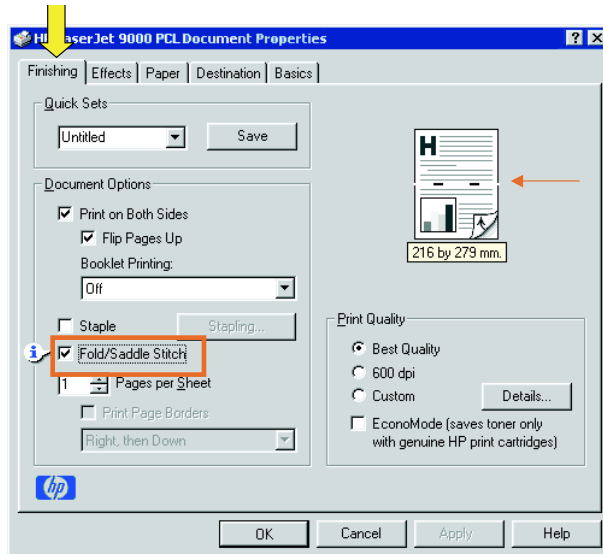 HP LaserJet 9000 PCL Document Properties
Finishing Effects Paper Destination Basics
Quick Sets
Untitled Save
Document Options
Print on Both Sides
Flip Pages Up
Booklet Printing:
Off
Staple Stapling...
Fold/Saddle Stitch
1 Pages per Sheet
Print Page Borders
Right, then Down
H
216 by 279 mm.
Print Quality
Best Quality
600 dpi
Custom Details...
EconoMode (saves toner only
with genuine HP print cartridges)
hp
OK Cancel Apply Help